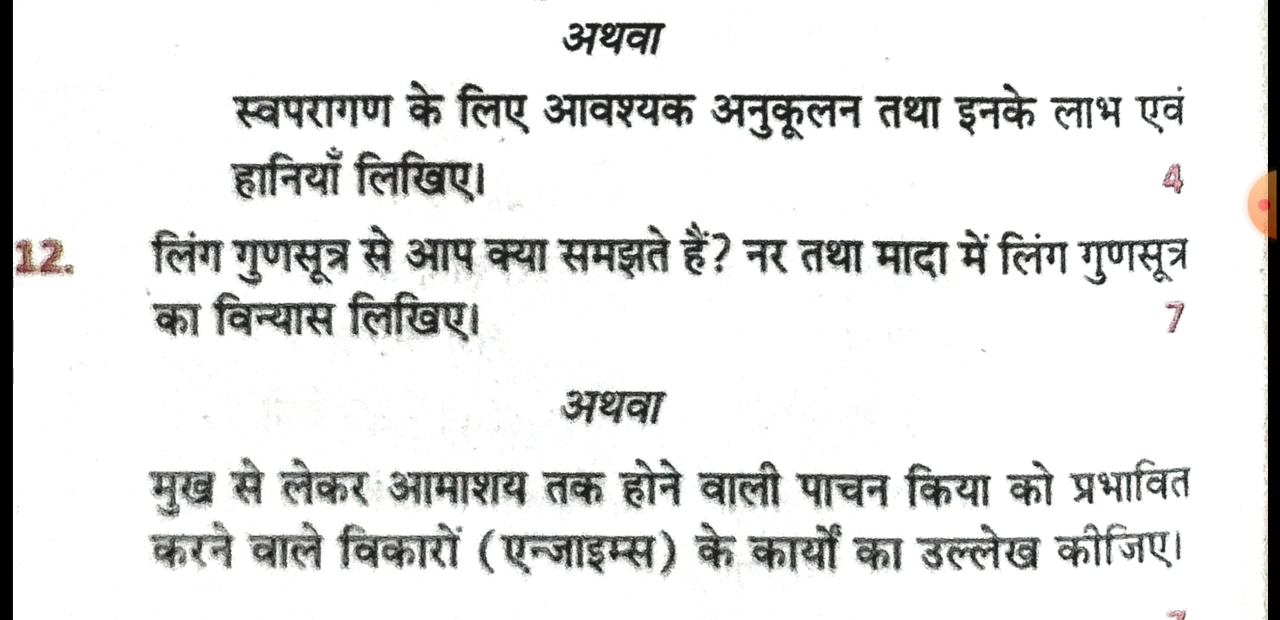 अथवा
स्वपरागण के लिए आवश्यक अनुकूलन तथा इनके लाभ एवं
हानियाँ लिखिए। 4
12. लिंग गुणसूत्र से आप क्या समझते हैं? नर तथा मादा में लिंग गुणसूत्र
का विन्यास लिखिए। 7
अथवा
मुख से लेकर आमाशय तक होने वाली पाचन किया को प्रभावित
करने वाले विकारों (एन्जाइम्स) के कार्यों का उल्लेख कीजिए।